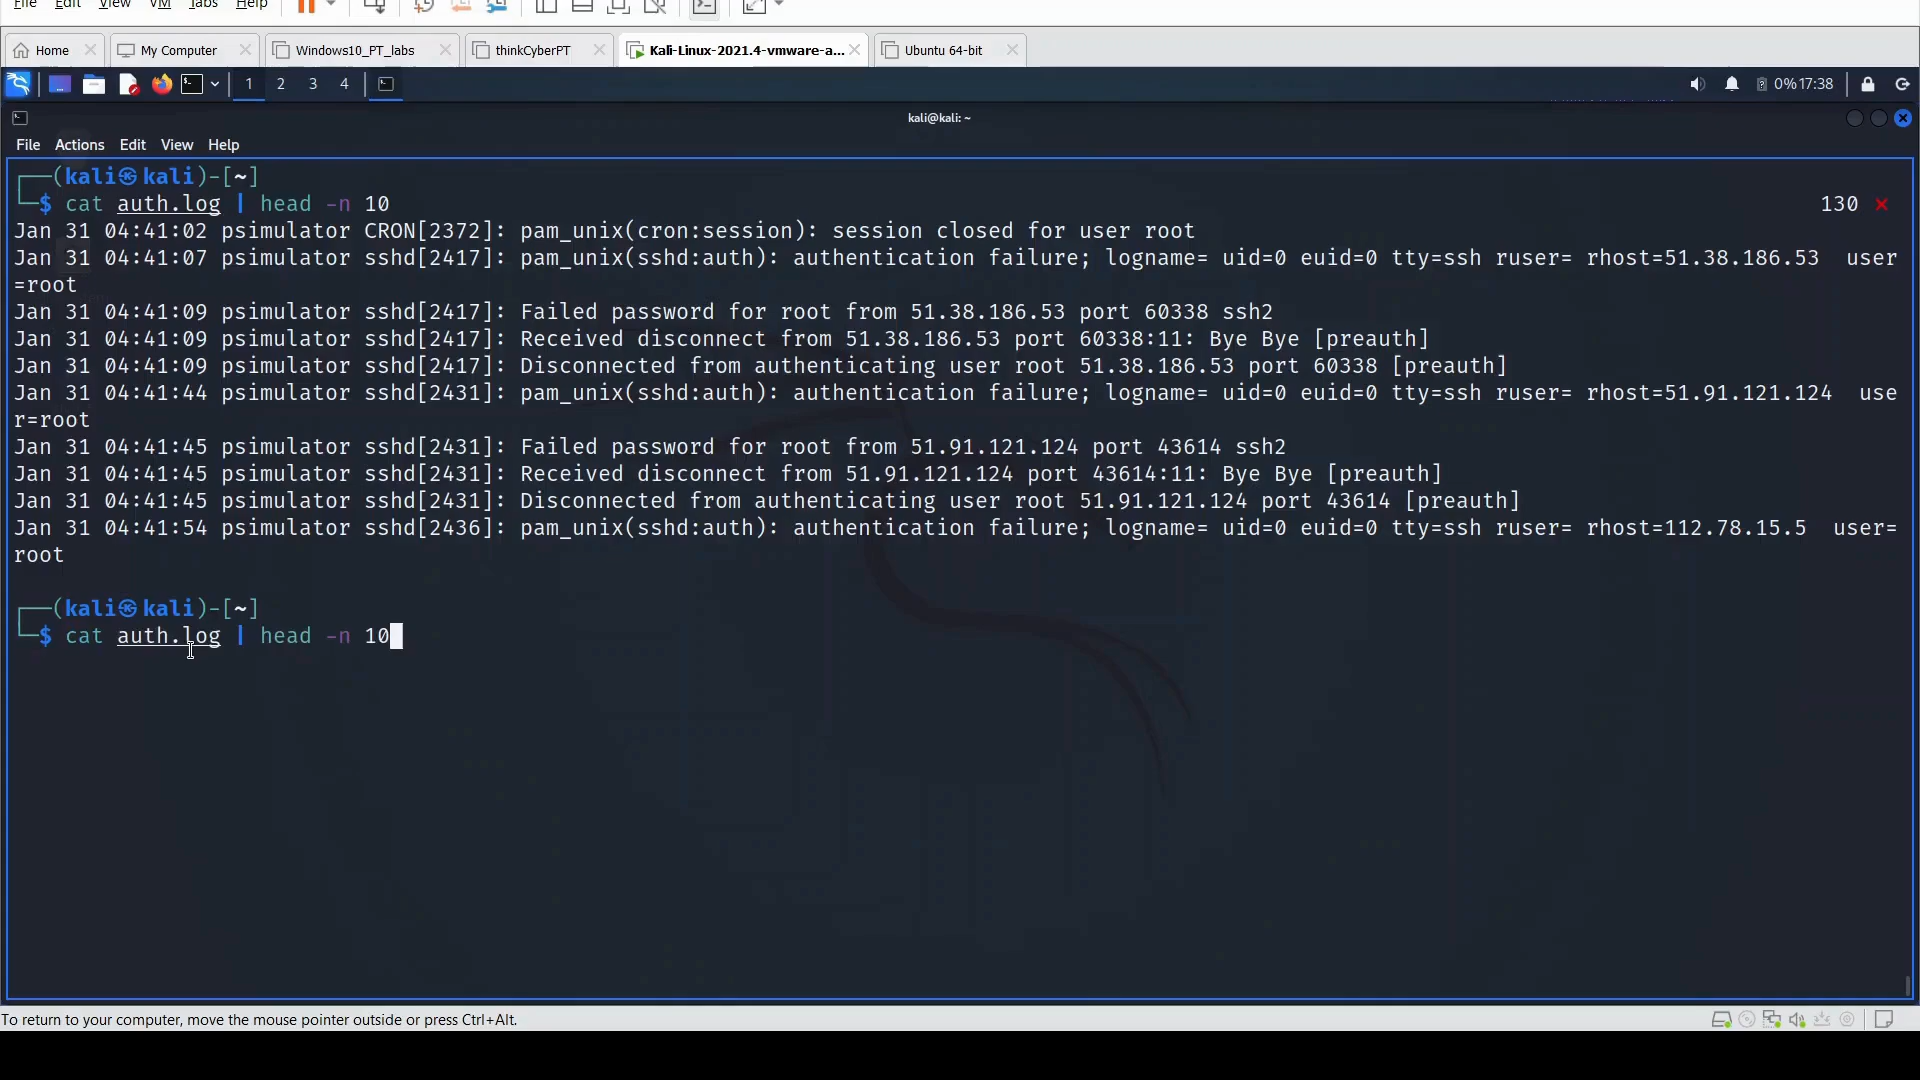 File Edit View VM Tabs Help
Home My Computer Windows10_PT_labs thinkCyberPT Kali-Linux-2021.4-vmware-a... Ubuntu 64-bit
1 2 3 4 0% 17:38
kali@kali: ~
File Actions Edit View Help
┌──(kali㉿kali)-[~]
└─$ cat auth.log | head -n 10 130 ⨯
Jan 31 04:41:02 psimulator CRON[2372]: pam_unix(cron:session): session closed for user root
Jan 31 04:41:07 psimulator sshd[2417]: pam_unix(sshd:auth): authentication failure; logname= uid=0 euid=0 tty=ssh ruser= rhost=51.38.186.53  user
=root
Jan 31 04:41:09 psimulator sshd[2417]: Failed password for root from 51.38.186.53 port 60338 ssh2
Jan 31 04:41:09 psimulator sshd[2417]: Received disconnect from 51.38.186.53 port 60338:11: Bye Bye [preauth]
Jan 31 04:41:09 psimulator sshd[2417]: Disconnected from authenticating user root 51.38.186.53 port 60338 [preauth]
Jan 31 04:41:44 psimulator sshd[2431]: pam_unix(sshd:auth): authentication failure; logname= uid=0 euid=0 tty=ssh ruser= rhost=51.91.121.124  use
r=root
Jan 31 04:41:45 psimulator sshd[2431]: Failed password for root from 51.91.121.124 port 43614 ssh2
Jan 31 04:41:45 psimulator sshd[2431]: Received disconnect from 51.91.121.124 port 43614:11: Bye Bye [preauth]
Jan 31 04:41:45 psimulator sshd[2431]: Disconnected from authenticating user root 51.91.121.124 port 43614 [preauth]
Jan 31 04:41:54 psimulator sshd[2436]: pam_unix(sshd:auth): authentication failure; logname= uid=0 euid=0 tty=ssh ruser= rhost=112.78.15.5  user=
root
┌──(kali㉿kali)-[~]
└─$ cat auth.log | head -n 10
To return to your computer, move the mouse pointer outside or press Ctrl+Alt.